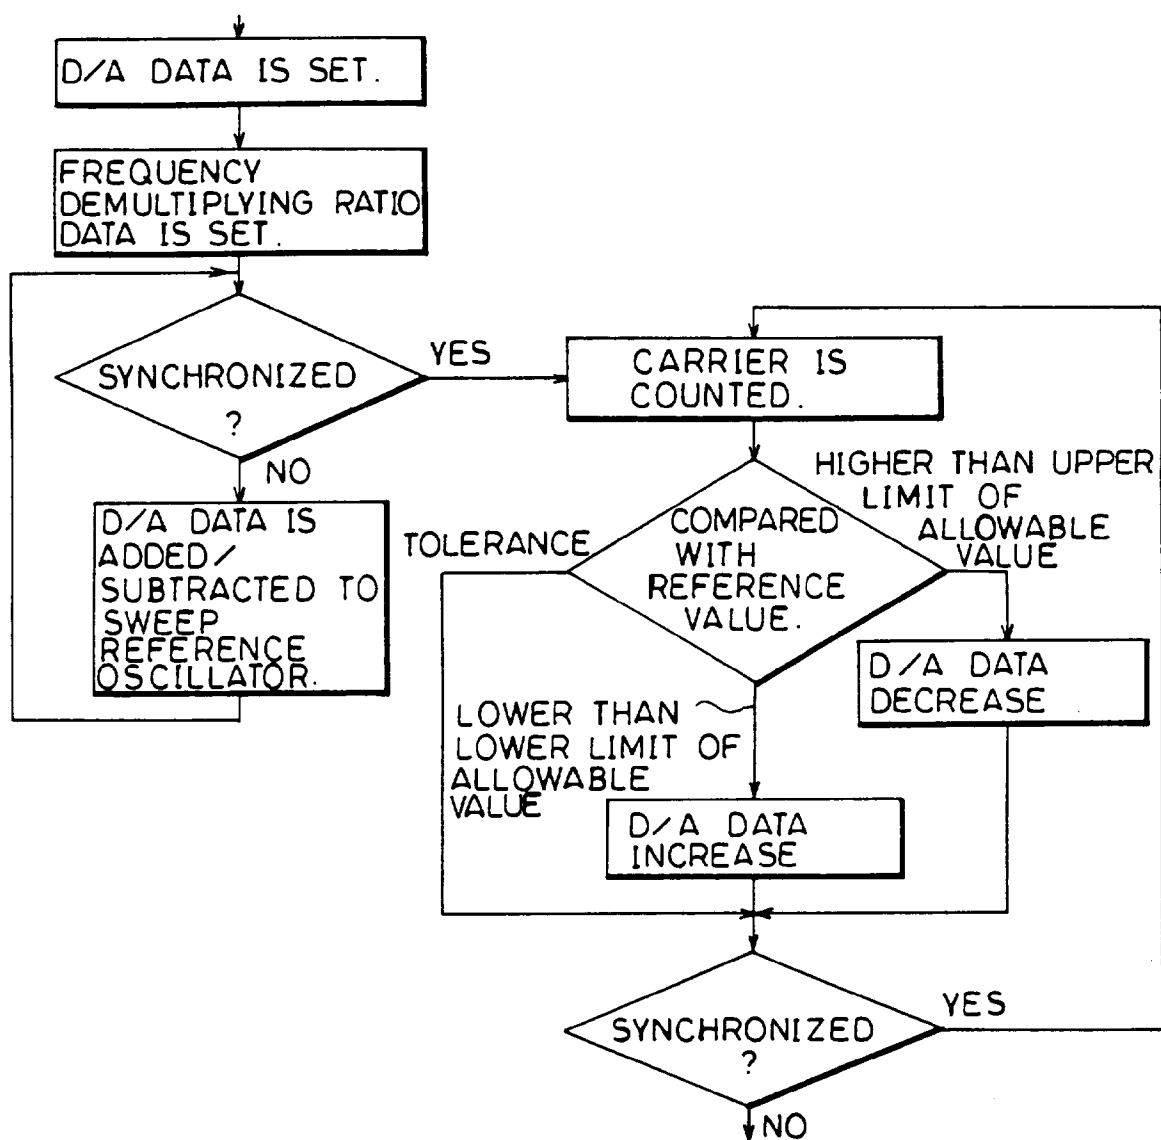 D/A DATA IS SET.
FREQUENCY
DEMULTIPLYING RATIO
DATA IS SET.
SYNCHRONIZED
?
YES
NO
D/A DATA IS
ADDED/
SUBTRACTED TO
SWEEP
REFERENCE
OSCILLATOR.
CARRIER IS
COUNTED.
COMPARED
WITH
REFERENCE
VALUE.
TOLERANCE
HIGHER THAN UPPER
LIMIT OF
ALLOWABLE
VALUE
D/A DATA
DECREASE
LOWER THAN
LOWER LIMIT OF
ALLOWABLE
VALUE
D/A DATA
INCREASE
SYNCHRONIZED
?
YES
NO